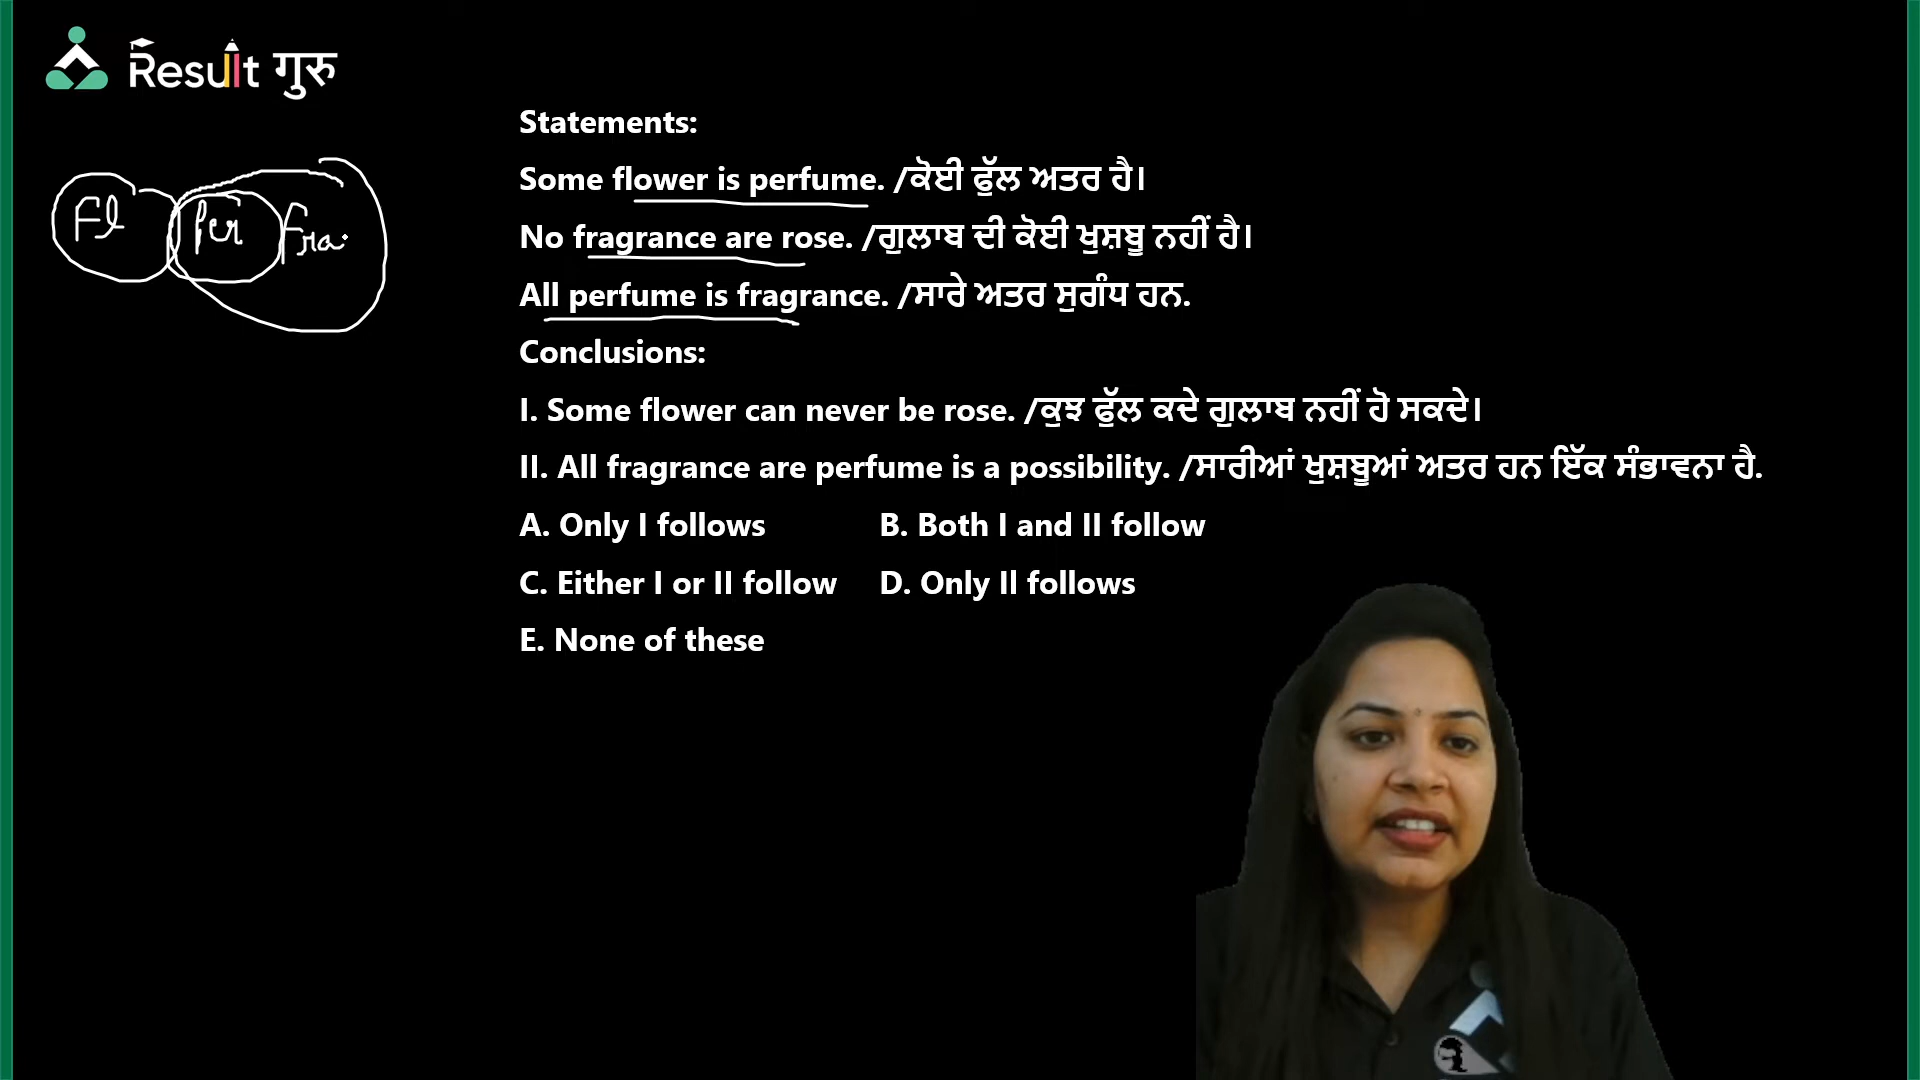 Result गुरु
Statements:
Some flower is perfume. /ਕੋਈ ਫੁੱਲ ਅਤਰ ਹੈ।
No fragrance are rose. /ਗੁਲਾਬ ਦੀ ਕੋਈ ਖੁਸ਼ਬੂ ਨਹੀਂ ਹੈ।
All perfume is fragrance. /ਸਾਰੇ ਅਤਰ ਸੁਗੰਧ ਹਨ.
Conclusions:
I. Some flower can never be rose. /ਕੁਝ ਫੁੱਲ ਕਦੇ ਗੁਲਾਬ ਨਹੀਂ ਹੋ ਸਕਦੇ।
II. All fragrance are perfume is a possibility. /ਸਾਰੀਆਂ ਖੁਸ਼ਬੂਆਂ ਅਤਰ ਹਨ ਇੱਕ ਸੰਭਾਵਨਾ ਹੈ.
A. Only I follows B. Both I and II follow
C. Either I or II follow D. Only Il follows
E. None of these
Fl Per fra.